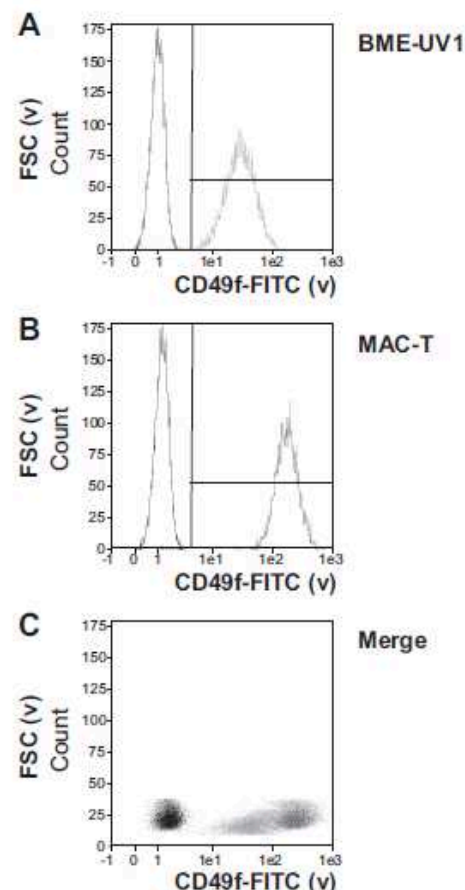 A
BME-UV1
FSC (v)
Count
175
150
125
100
75
50
25
0
-1 0 1 1e1 1e2 1e3
CD49f-FITC (v)
B
MAC-T
FSC (v)
Count
175
150
125
100
75
50
25
0
-1 0 1 1e1 1e2 1e3
CD49f-FITC (v)
C
Merge
FSC (v)
Count
175
150
125
100
75
50
25
0
-1 0 1 1e1 1e2 1e3
CD49f-FITC (v)